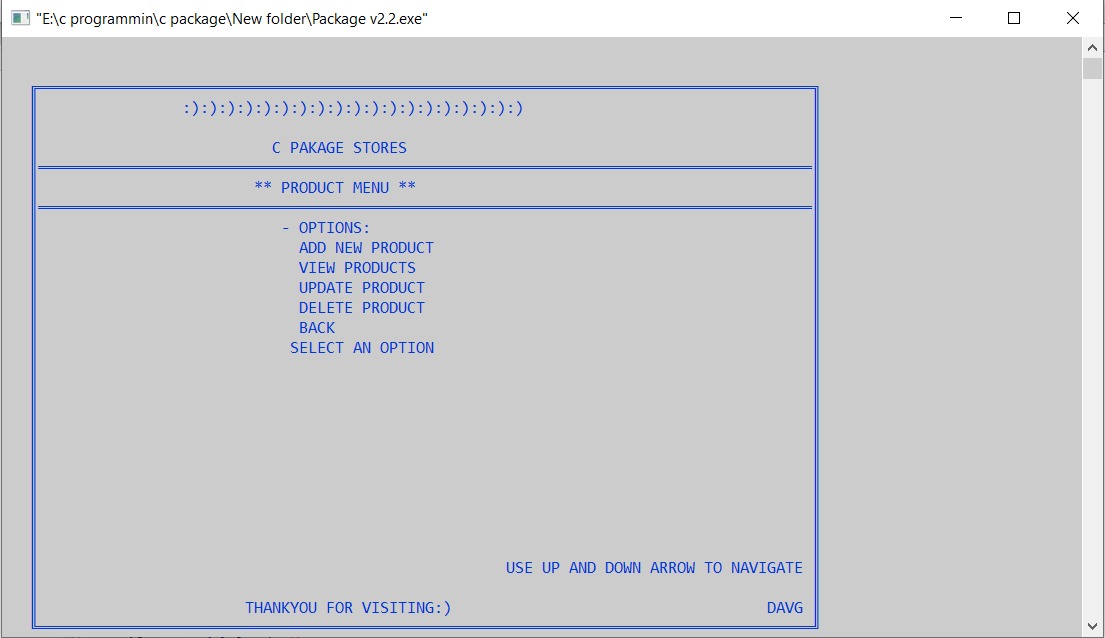 "E:\c programmin\c package\New folder\Package v2.2.exe"
:):):):):):):):):):):):):):):):):):):)
C PAKAGE STORES
** PRODUCT MENU **
- OPTIONS:
ADD NEW PRODUCT
VIEW PRODUCTS
UPDATE PRODUCT
DELETE PRODUCT
BACK
SELECT AN OPTION
USE UP AND DOWN ARROW TO NAVIGATE
THANKYOU FOR VISITING:) DAVG